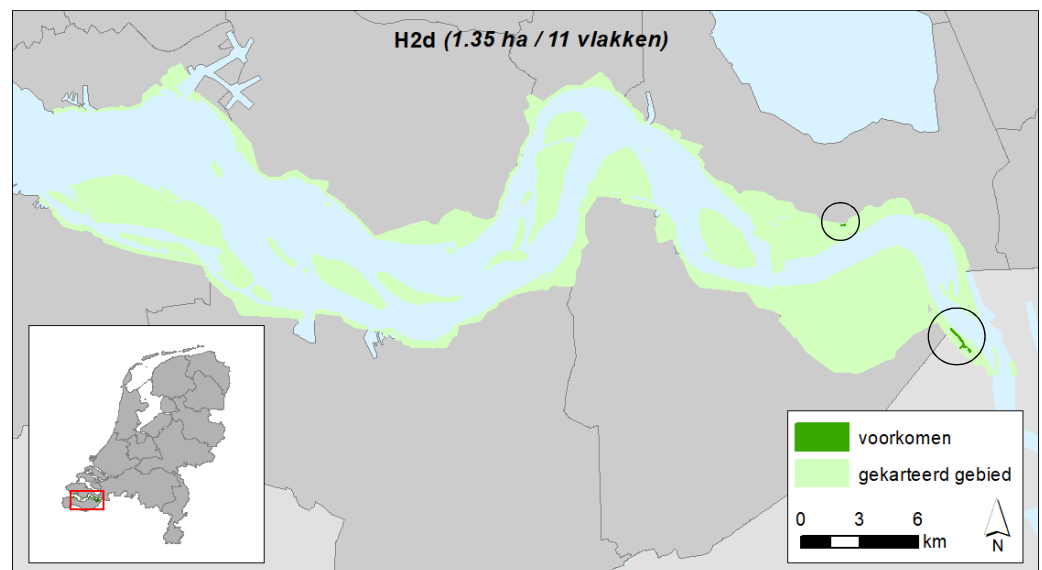 H2d (1.35 ha / 11 vlakken)
voorkomen
gekarteerd gebied
0 3 6
km
N